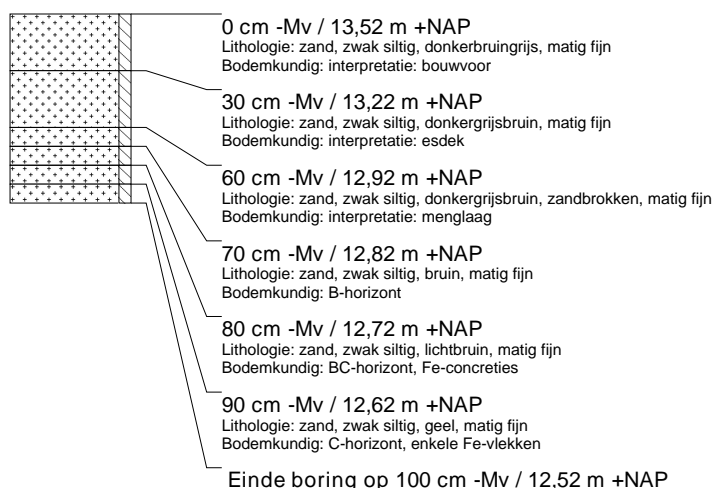 0 cm -Mv / 13,52 m +NAP
Lithologie: zand, zwak siltig, donkerbruingrijs, matig fijn
Bodemkundig: interpretatie: bouwvoor
30 cm -Mv / 13,22 m +NAP
Lithologie: zand, zwak siltig, donkergrijsbruin, matig fijn
Bodemkundig: interpretatie: esdek
60 cm -Mv / 12,92 m +NAP
Lithologie: zand, zwak siltig, donkergrijsbruin, zandbrokken, matig fijn
Bodemkundig: interpretatie: menglaag
70 cm -Mv / 12,82 m +NAP
Lithologie: zand, zwak siltig, bruin, matig fijn
Bodemkundig: B-horizont
80 cm -Mv / 12,72 m +NAP
Lithologie: zand, zwak siltig, lichtbruin, matig fijn
Bodemkundig: BC-horizont, Fe-concreties
90 cm -Mv / 12,62 m +NAP
Lithologie: zand, zwak siltig, geel, matig fijn
Bodemkundig: C-horizont, enkele Fe-vlekken
Einde boring op 100 cm -Mv / 12,52 m +NAP